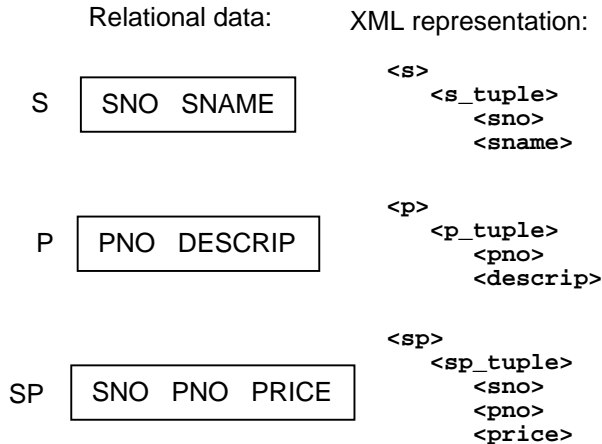 Relational data: XML representation:
S SNO SNAME
<s>
<s_tuple>
<sno>
<sname>
P PNO DESCRIP
<p>
<p_tuple>
<pno>
<descrip>
SP SNO PNO PRICE
<sp>
<sp_tuple>
<sno>
<pno>
<price>